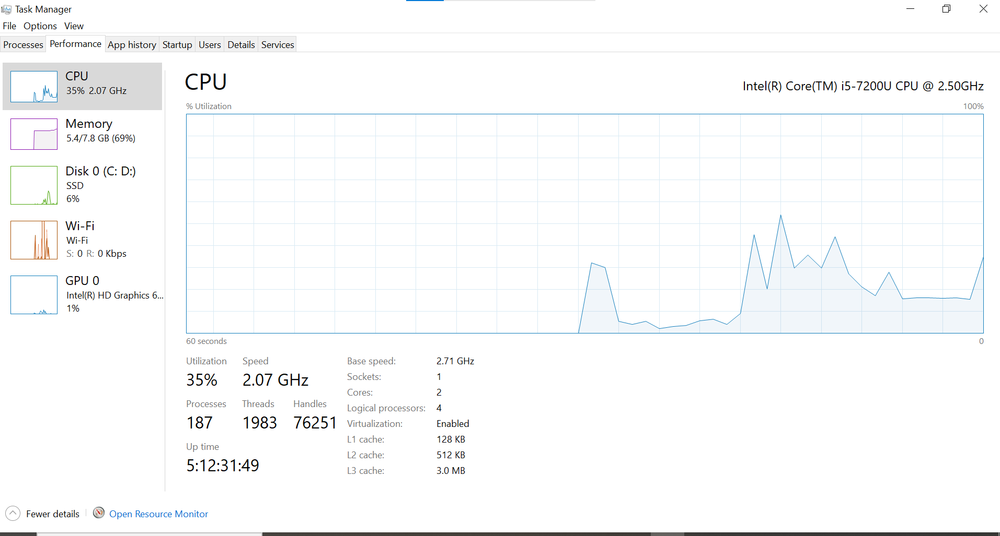 Task Manager
File Options View
Processes Performance App history Startup Users Details Services
CPU
35% 2.07 GHz
Memory
5.4/7.8 GB (69%)
Disk 0 (C: D:)
SSD
6%
Wi-Fi
Wi-Fi
S: 0 R: 0 Kbps
GPU 0
Intel(R) HD Graphics 6...
1%
CPU
Intel(R) Core(TM) i5-7200U CPU @ 2.50GHz
% Utilization 100%
60 seconds 0
Utilization Speed
35% 2.07 GHz
Processes Threads Handles
187 1983 76251
Up time
5:12:31:49
Base speed: 2.71 GHz
Sockets: 1
Cores: 2
Logical processors: 4
Virtualization: Enabled
L1 cache: 128 KB
L2 cache: 512 KB
L3 cache: 3.0 MB
Fewer details Open Resource Monitor